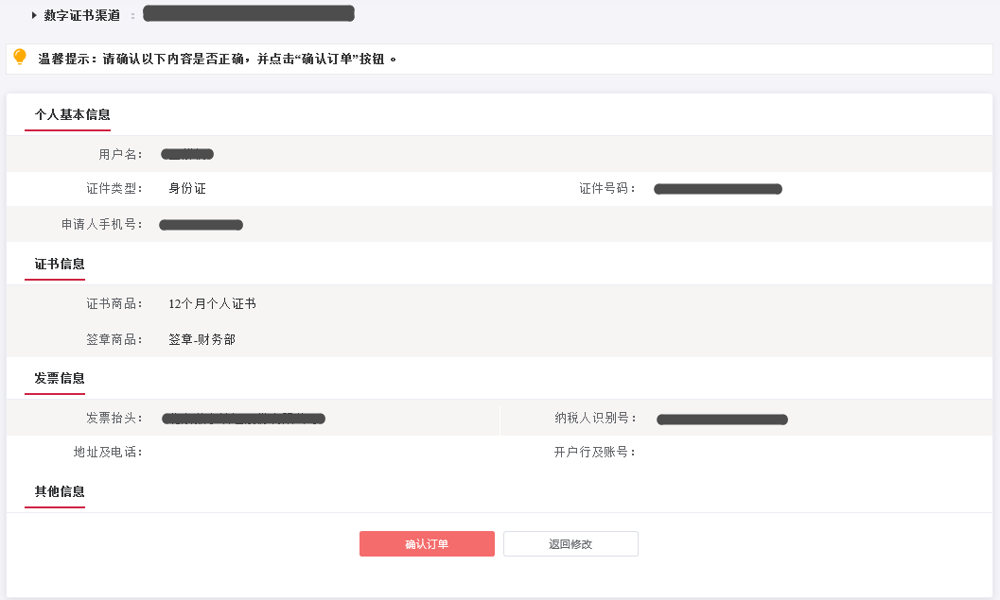 数字证书渠道 :
温馨提示：请确认以下内容是否正确，并点击“确认订单”按钮 。
个人基本信息
用户名：
证件类型： 身份证 证件号码：
申请人手机号：
证书信息
证书商品： 12个月个人证书
签章商品： 签章-财务部
发票信息
发票抬头： 纳税人识别号：
地址及电话： 开户行及账号：
其他信息
确认订单 返回修改